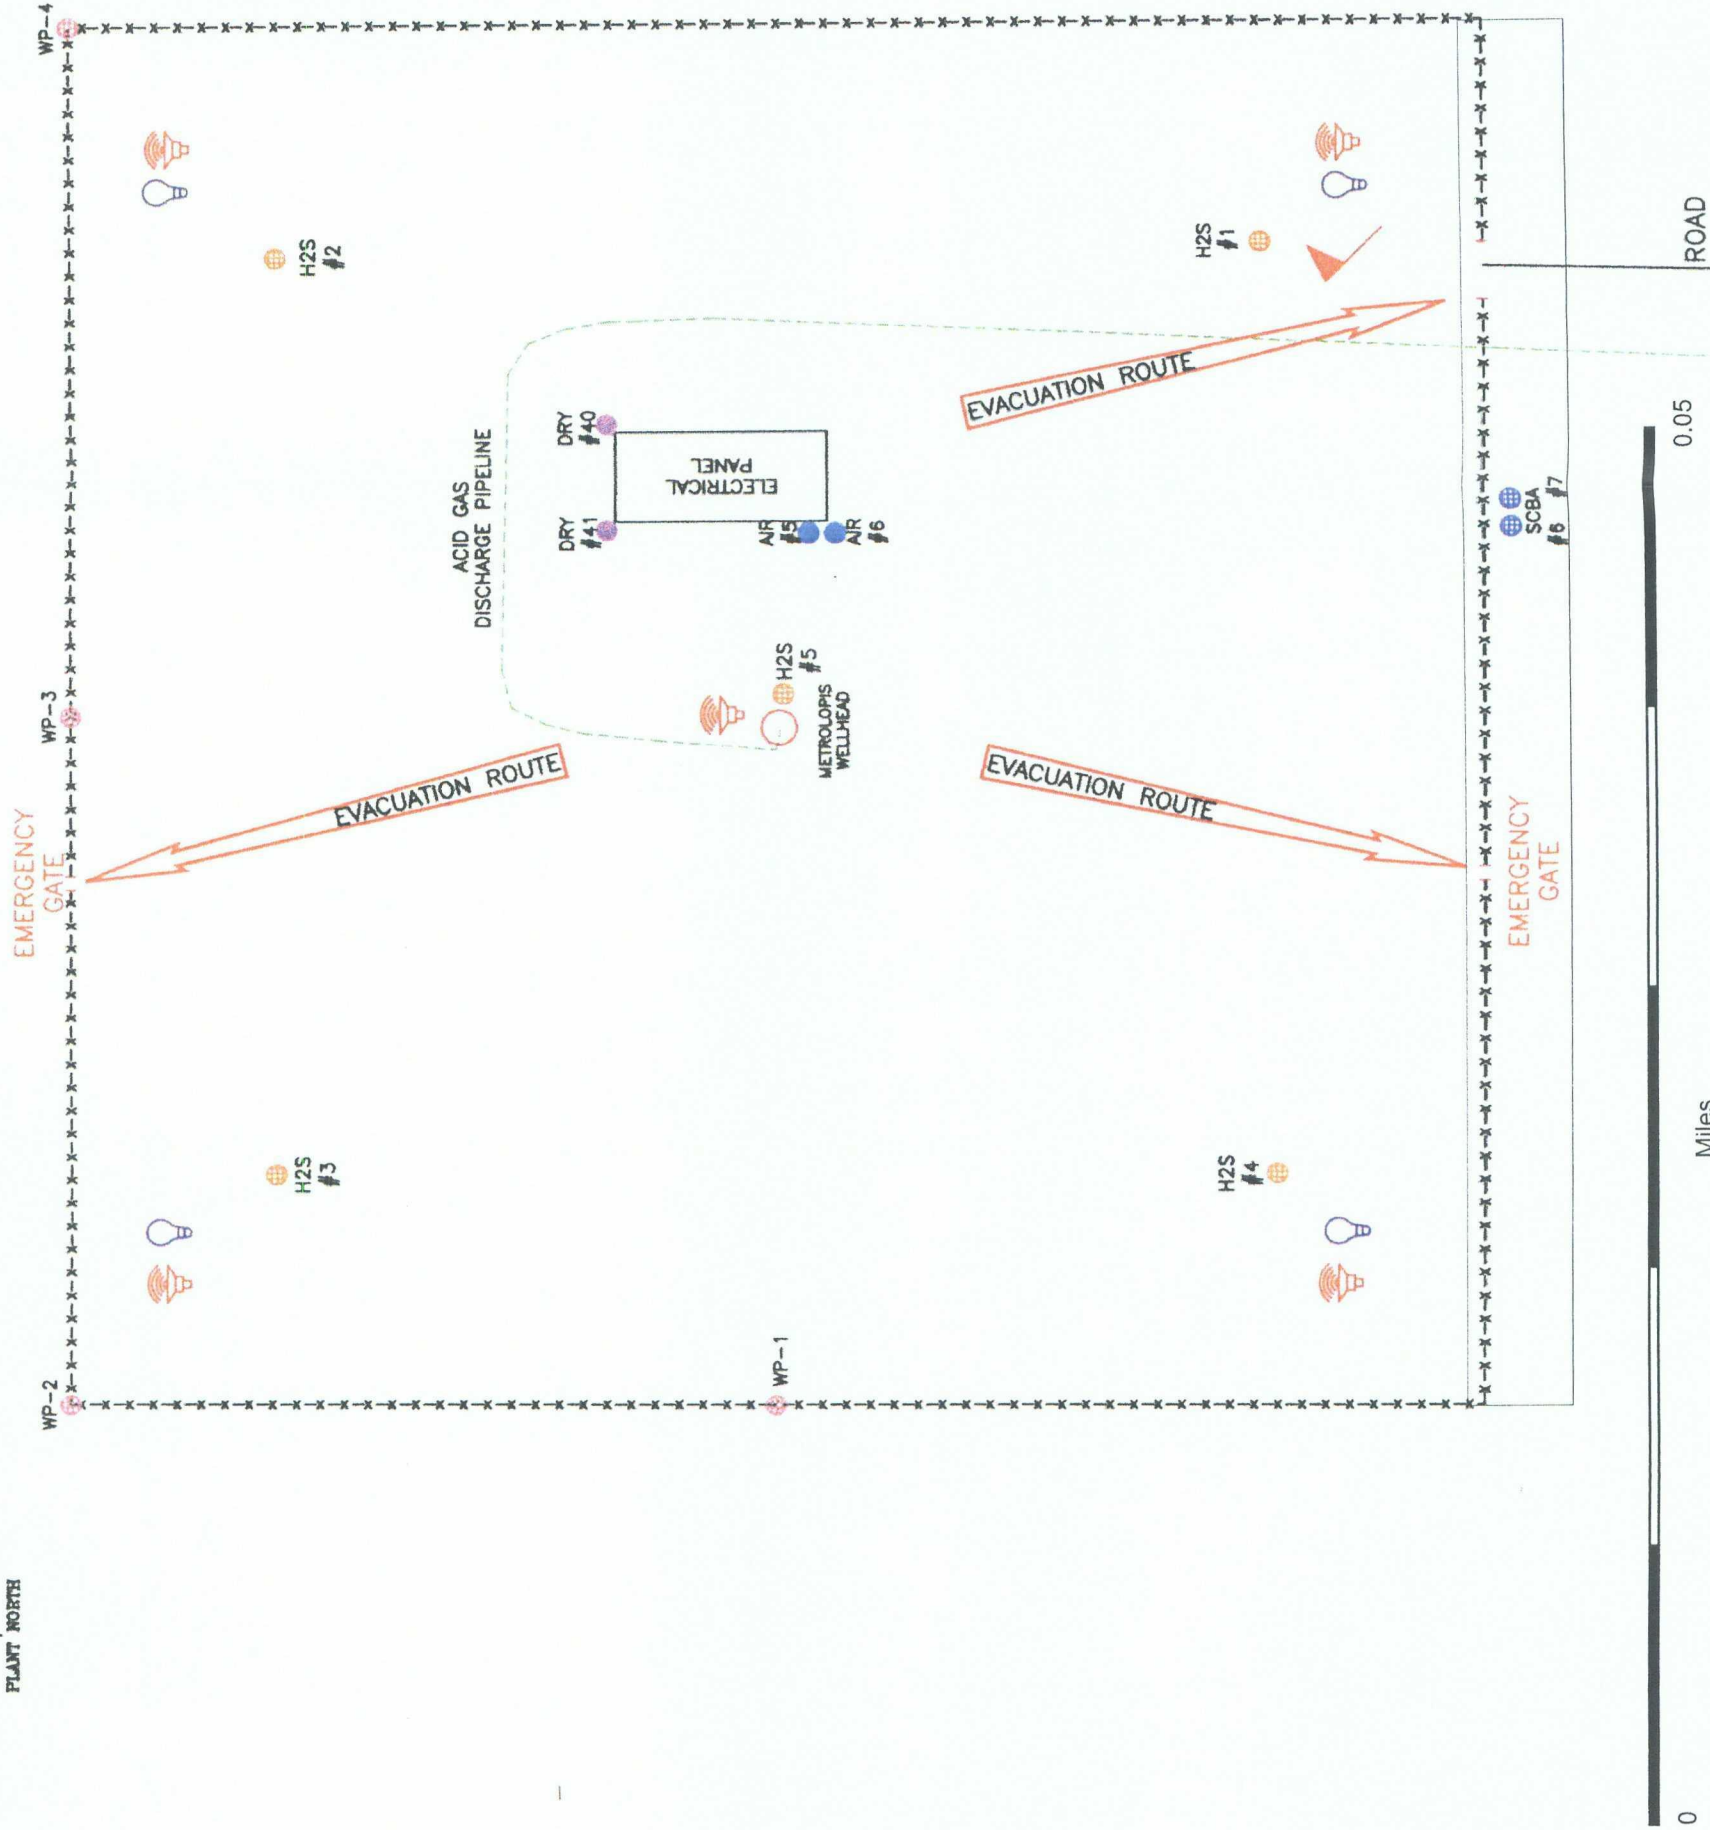 PLANT NORTH
WP-2
WP-3
WP-4
EMERGENCY
GATE
H2S
#3
H2S
#2
EVACUATION ROUTE
ACID GAS
DISCHARGE PIPELINE
DRY
#41
DRY
#40
ELECTRICAL
PANEL
AIR
#5
AIR
#6
H2S
#5
METROLOPIS
WELLHEAD
WP-1
EVACUATION ROUTE
EVACUATION ROUTE
H2S
#4
H2S
#1
EMERGENCY
GATE
SCBA
#6 #7
ROAD
0
0.05
Miles